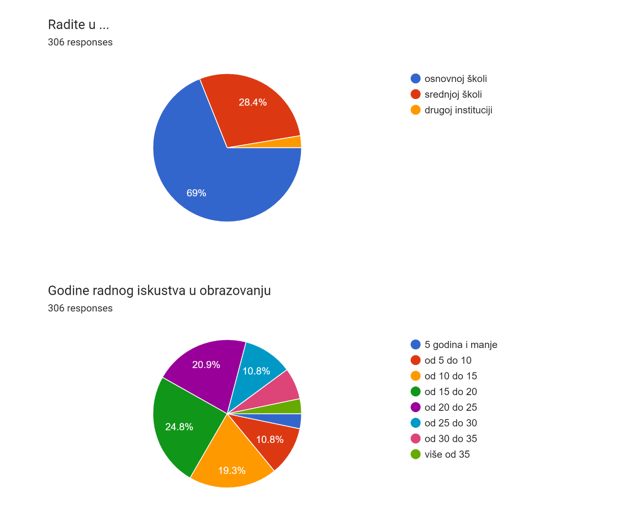 Radite u ...
306 responses
28.4%
69%
osnovnoj školi
srednjoj školi
drugoj instituciji
Godine radnog iskustva u obrazovanju
306 responses
20.9%
10.8%
24.8%
10.8%
19.3%
5 godina i manje
od 5 do 10
od 10 do 15
od 15 do 20
od 20 do 25
od 25 do 30
od 30 do 35
više od 35